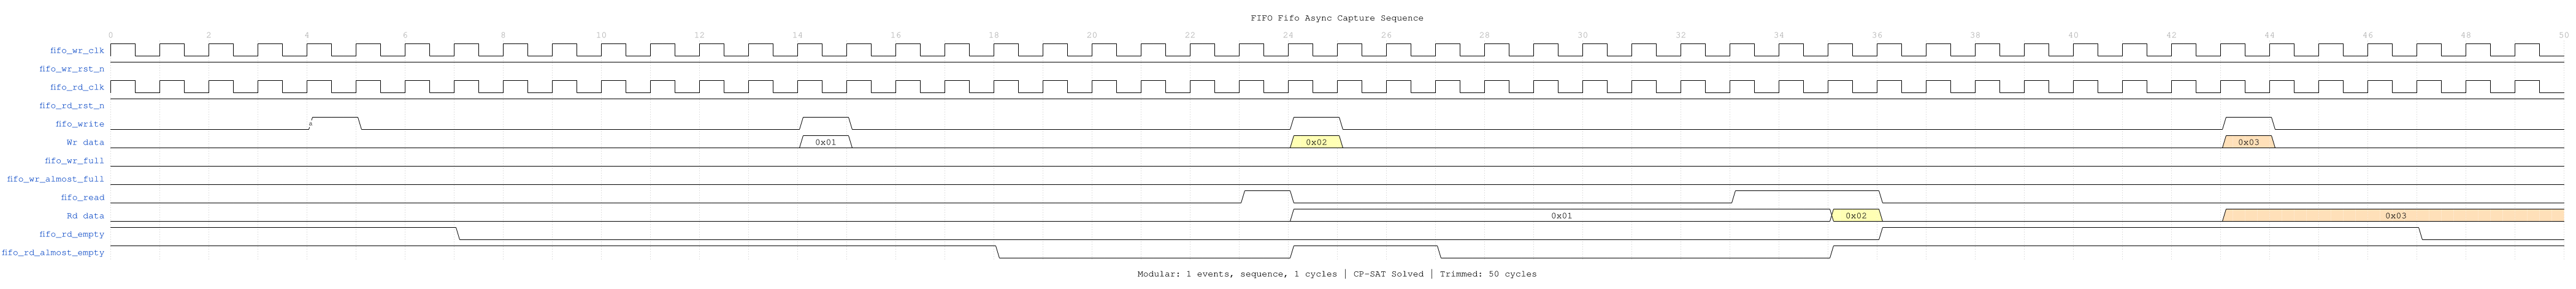 FIFO Fifo Async Capture Sequence
0 2 4 6 8 10 12 14 16 18 20 22 24 26 28 30 32 34 36 38 40 42 44 46 48 50
fifo_wr_clk
fifo_wr_rst_n
fifo_rd_clk
fifo_rd_rst_n
fifo_write
Wr data 0x01 0x02 0x03
fifo_wr_full
fifo_wr_almost_full
fifo_read
Rd data 0x01 0x02 0x03
fifo_rd_empty
fifo_rd_almost_empty
Modular: 1 events, sequence, 1 cycles | CP-SAT Solved | Trimmed: 50 cycles